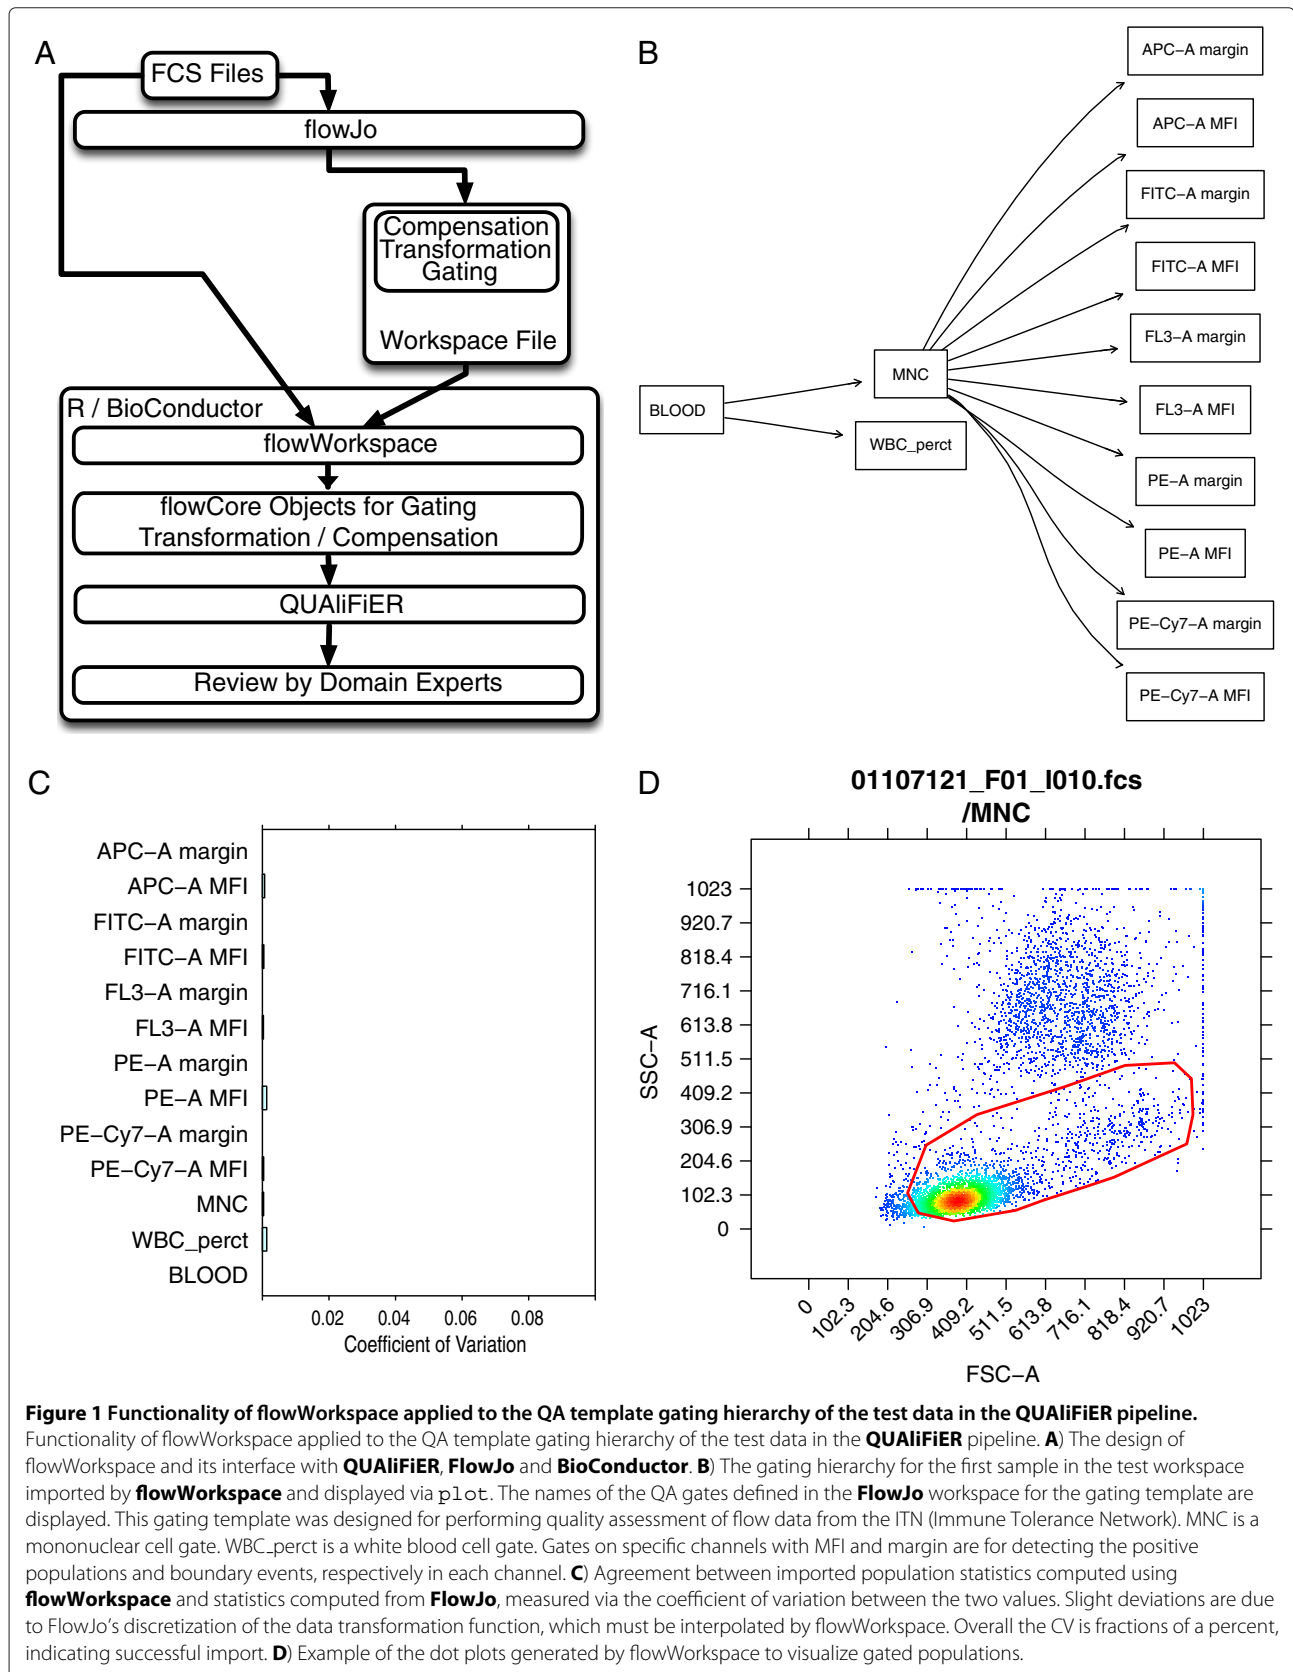 A
FCS Files
flowJo
Compensation
Transformation
Gating
Workspace File
R / BioConductor
flowWorkspace
flowCore Objects for Gating
Transformation / Compensation
QUAliFiER
Review by Domain Experts
B
BLOOD
MNC
WBC_perct
APC−A margin
APC−A MFI
FITC−A margin
FITC−A MFI
FL3−A margin
FL3−A MFI
PE−A margin
PE−A MFI
PE−Cy7−A margin
PE−Cy7−A MFI
C
APC−A margin
APC−A MFI
FITC−A margin
FITC−A MFI
FL3−A margin
FL3−A MFI
PE−A margin
PE−A MFI
PE−Cy7−A margin
PE−Cy7−A MFI
MNC
WBC_perct
BLOOD
0.02 0.04 0.06 0.08
Coefficient of Variation
D
01107121_F01_I010.fcs
/MNC
SSC−A
1023
920.7
818.4
716.1
613.8
511.5
409.2
306.9
204.6
102.3
0
0 102.3 204.6 306.9 409.2 511.5 613.8 716.1 818.4 920.7 1023
FSC−A
Figure 1 Functionality of flowWorkspace applied to the QA template gating hierarchy of the test data in the QUAliFiER pipeline.
Functionality of flowWorkspace applied to the QA template gating hierarchy of the test data in the QUAliFiER pipeline. A) The design of
flowWorkspace and its interface with QUAliFiER, FlowJo and BioConductor. B) The gating hierarchy for the first sample in the test workspace
imported by flowWorkspace and displayed via plot. The names of the QA gates defined in the FlowJo workspace for the gating template are
displayed. This gating template was designed for performing quality assessment of flow data from the ITN (Immune Tolerance Network). MNC is a
mononuclear cell gate. WBC_perct is a white blood cell gate. Gates on specific channels with MFI and margin are for detecting the positive
populations and boundary events, respectively in each channel. C) Agreement between imported population statistics computed using
flowWorkspace and statistics computed from FlowJo, measured via the coefficient of variation between the two values. Slight deviations are due
to FlowJo's discretization of the data transformation function, which must be interpolated by flowWorkspace. Overall the CV is fractions of a percent,
indicating successful import. D) Example of the dot plots generated by flowWorkspace to visualize gated populations.